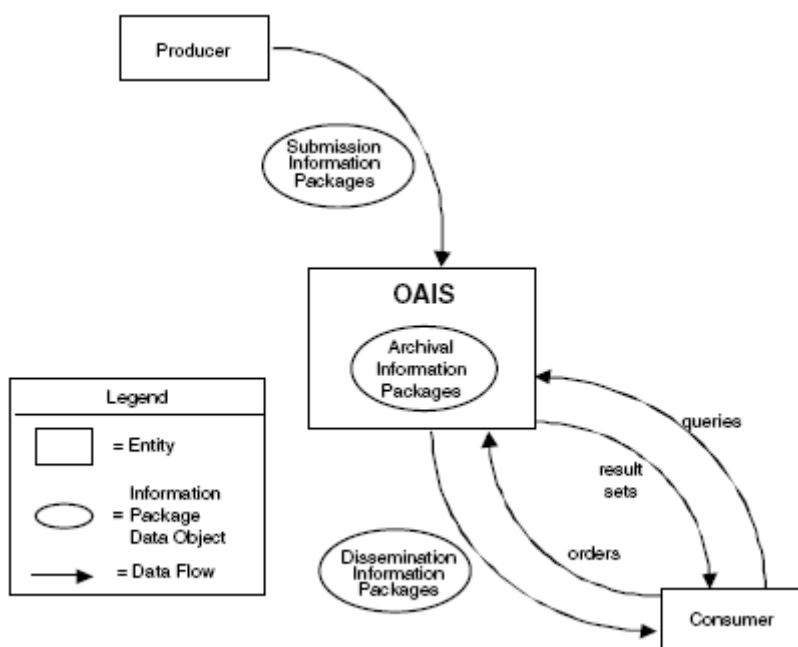 Producer
Submission
Information
Packages
OAIS
Archival
Information
Packages
queries
result
sets
orders
Dissemination
Information
Packages
Consumer
Legend
= Entity
Information
= Package
Data Object
= Data Flow